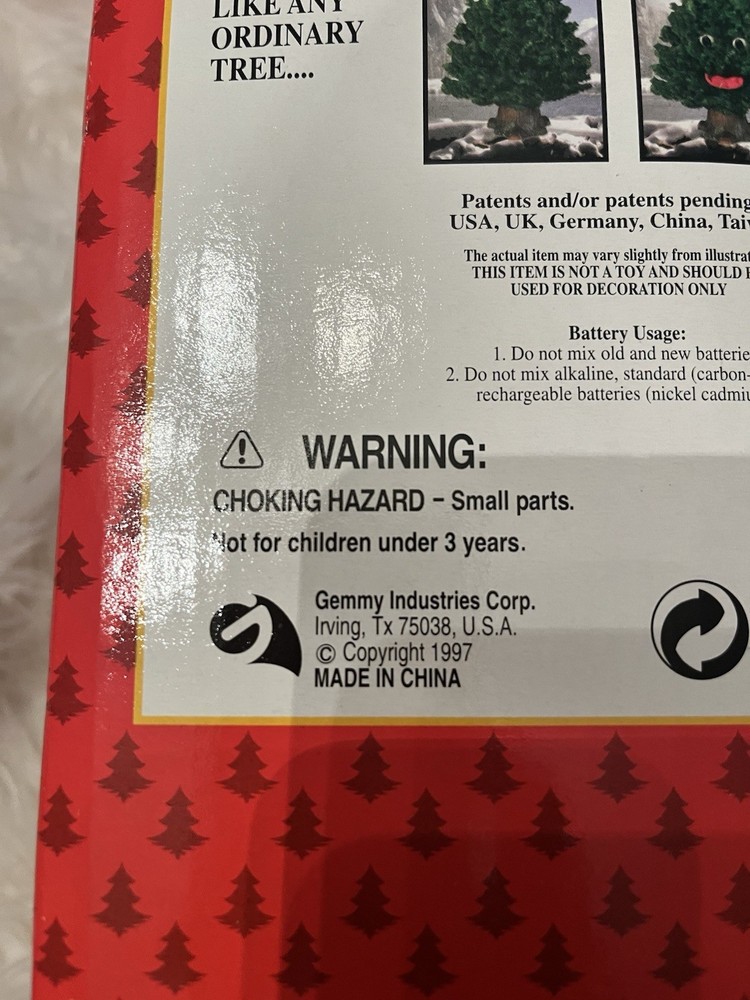 LIKE ANY
ORDINARY
TREE....
Patents and/or patents pending
USA, UK, Germany, China,
The actual item may vary slightly from
THIS ITEM IS NOT A TOY AND SHOULD
USED FOR DECORATION ONLY
Battery Usage:
1. Do not mix old and new
2. Do not mix alkaline, standard
rechargeable batteries (nickel
WARNING:
CHOKING HAZARD – Small parts.
Not for children under 3 years.
Gemmy Industries Corp.
Irving, Tx 75038, U.S.A.
© Copyright 1997
MADE IN CHINA